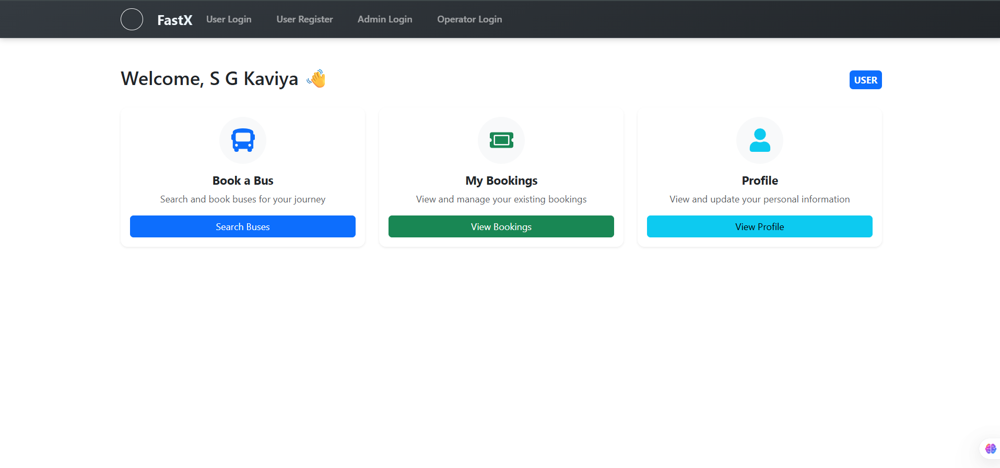 FastX User Login User Register Admin Login Operator Login
Welcome, S G Kaviya 👋
USER
Book a Bus
Search and book buses for your journey
Search Buses
My Bookings
View and manage your existing bookings
View Bookings
Profile
View and update your personal information
View Profile